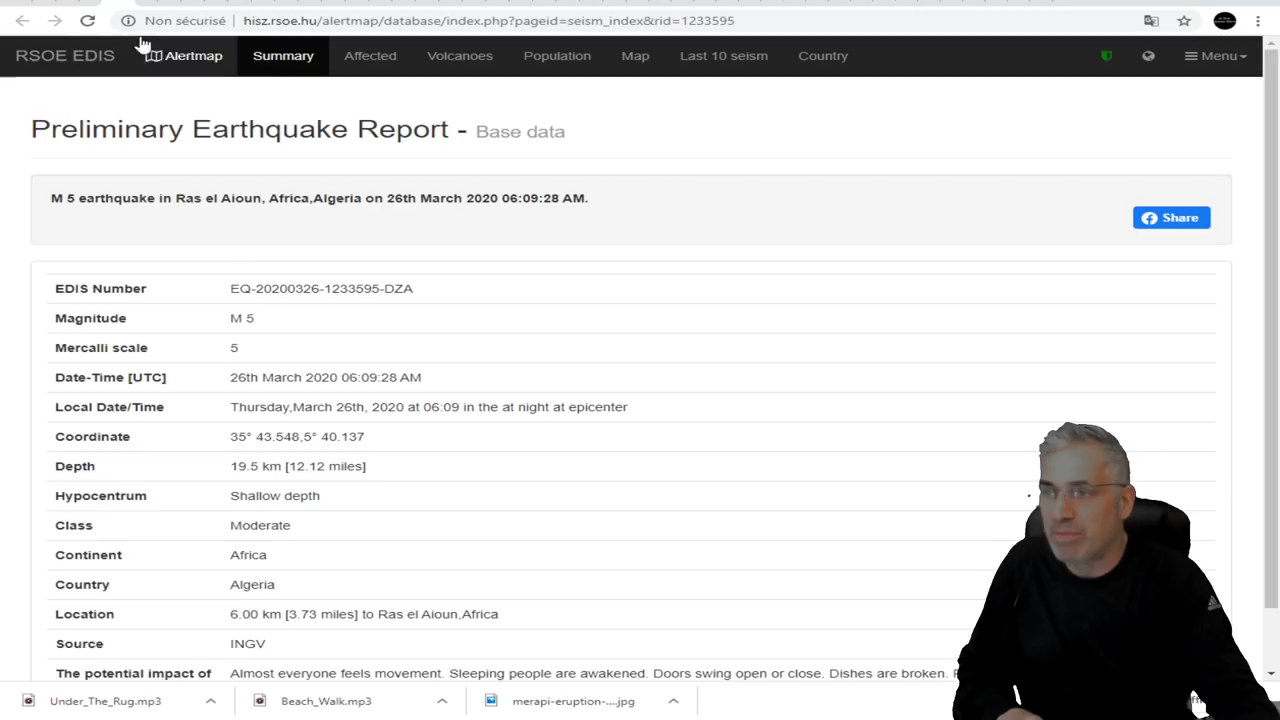 Non sécurisé | hisz.rsoe.hu/alertmap/database/index.php?pageid=seism_index&rid=1233595
RSOE EDIS Alertmap Summary Affected Volcanoes Population Map Last 10 seism Country Menu
Preliminary Earthquake Report - Base data
M 5 earthquake in Ras el Aioun, Africa,Algeria on 26th March 2020 06:09:28 AM.
Share
EDIS Number EQ-20200326-1233595-DZA
Magnitude M 5
Mercalli scale 5
Date-Time [UTC] 26th March 2020 06:09:28 AM
Local Date/Time Thursday,March 26th, 2020 at 06:09 in the at night at epicenter
Coordinate 35° 43.548,5° 40.137
Depth 19.5 km [12.12 miles]
Hypocentrum Shallow depth
Class Moderate
Continent Africa
Country Algeria
Location 6.00 km [3.73 miles] to Ras el Aioun,Africa
Source INGV
The potential impact of Almost everyone feels movement. Sleeping people are awakened. Doors swing open or close. Dishes are broken.
Under_The_Rug.mp3 Beach_Walk.mp3 merapi-eruption-....jpg